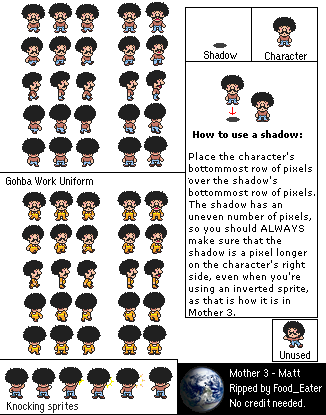 Shadow
Character
How to use a shadow:
Place the character's
bottommost row of pixels
over the shadow's
bottommost row of pixels.
The shadow has an
uneven number of pixels,
so you should ALWAYS
make sure that the
shadow is a pixel longer
on the character's right
side, even when you're
using an inverted sprite,
as that is how it is in
Mother 3.
Gohba Work Uniform
Unused
Knocking sprites
Mother 3 - Matt
Ripped by Food_Eater
No credit needed.